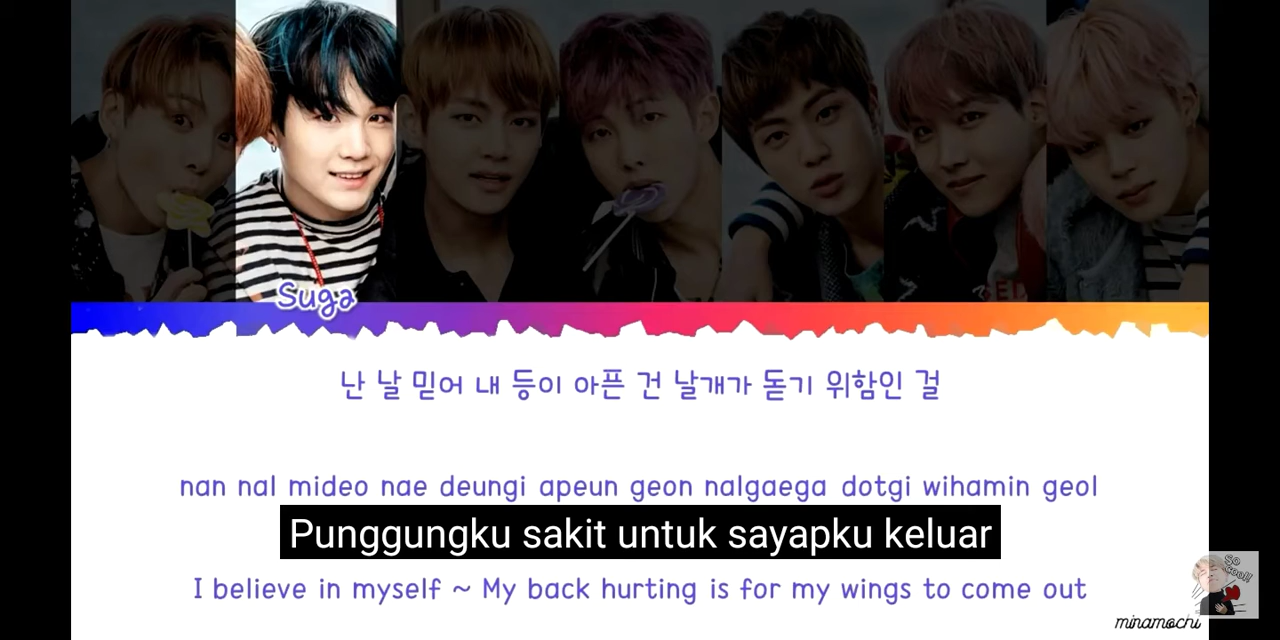 Suga
난 날 믿어 내 등이 아픈 건 날개가 돋기 위함인 걸
nan nal mideo nae deungi apeun geon nalgaega dotgi wihamin geol
Punggungku sakit untuk sayapku keluar
I believe in myself ~ My back hurting is for my wings to come out
So cool!!
minamochi